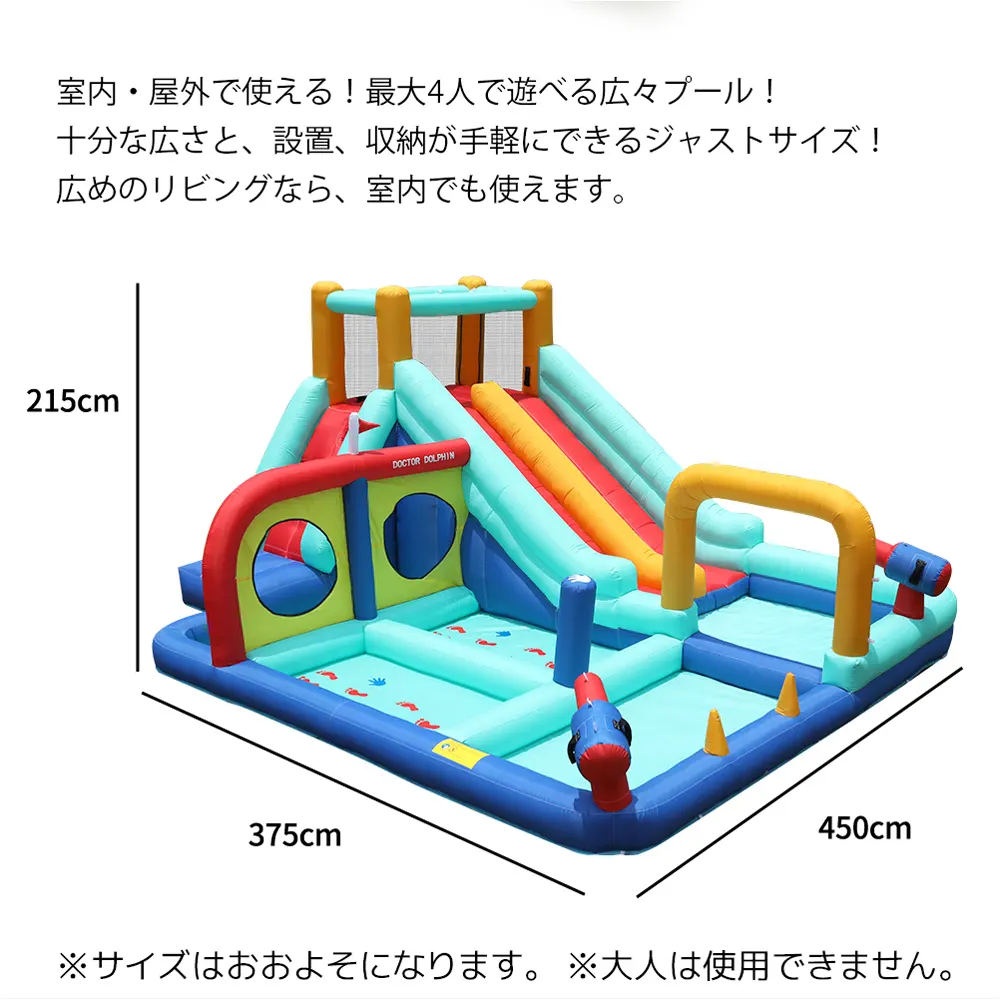 室内・屋外で使える！最大4人で遊べる広々プール！
十分な広さと、設置、収納が手軽にできるジャストサイズ！
広めのリビングなら、室内でも使えます。
215cm
DOCTOR DOLPHIN
375cm
450cm
※サイズはおおよそになります。 ※大人は使用できません。